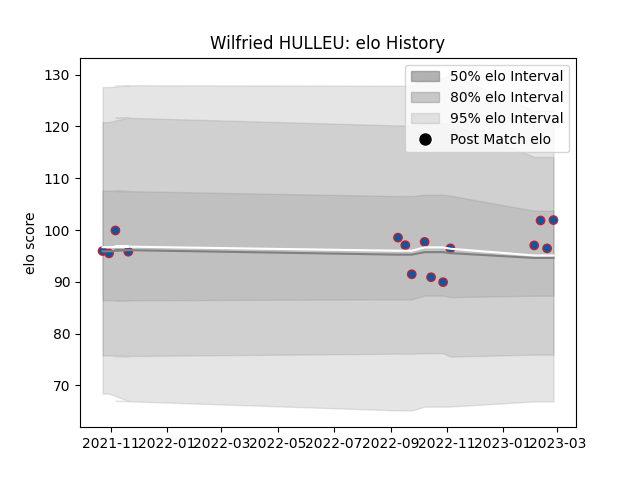 Wilfried HULLEU: elo History
50% elo Interval
80% elo Interval
95% elo Interval
Post Match elo
elo score
130
120
110
100
90
80
70
2021-11 2022-01 2022-03 2022-05 2022-07 2022-09 2022-11 2023-01 2023-03